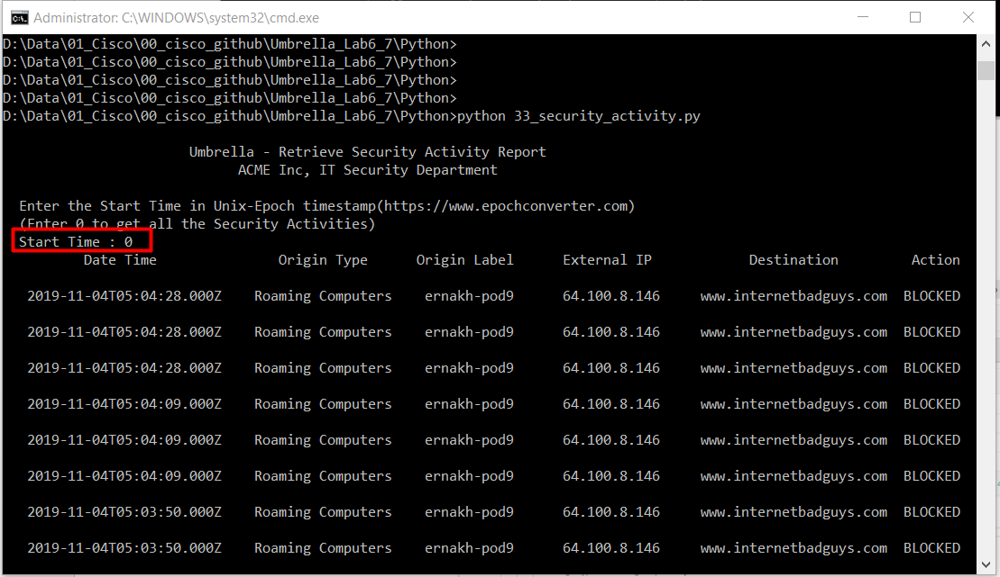 Administrator: C:\WINDOWS\system32\cmd.exe
D:\Data\01_Cisco\00_cisco_github\Umbrella_Lab6_7\Python>
D:\Data\01_Cisco\00_cisco_github\Umbrella_Lab6_7\Python>
D:\Data\01_Cisco\00_cisco_github\Umbrella_Lab6_7\Python>
D:\Data\01_Cisco\00_cisco_github\Umbrella_Lab6_7\Python>
D:\Data\01_Cisco\00_cisco_github\Umbrella_Lab6_7\Python>python 33_security_activity.py
Umbrella - Retrieve Security Activity Report
ACME Inc, IT Security Department
Enter the Start Time in Unix-Epoch timestamp(https://www.epochconverter.com)
(Enter 0 to get all the Security Activities)
Start Time : 0
Date Time Origin Type Origin Label External IP Destination Action
2019-11-04T05:04:28.000Z Roaming Computers ernakh-pod9 64.100.8.146 www.internetbadguys.com BLOCKED
2019-11-04T05:04:28.000Z Roaming Computers ernakh-pod9 64.100.8.146 www.internetbadguys.com BLOCKED
2019-11-04T05:04:28.000Z Roaming Computers ernakh-pod9 64.100.8.146 www.internetbadguys.com BLOCKED
2019-11-04T05:04:09.000Z Roaming Computers ernakh-pod9 64.100.8.146 www.internetbadguys.com BLOCKED
2019-11-04T05:04:09.000Z Roaming Computers ernakh-pod9 64.100.8.146 www.internetbadguys.com BLOCKED
2019-11-04T05:04:09.000Z Roaming Computers ernakh-pod9 64.100.8.146 www.internetbadguys.com BLOCKED
2019-11-04T05:03:50.000Z Roaming Computers ernakh-pod9 64.100.8.146 www.internetbadguys.com BLOCKED
2019-11-04T05:03:50.000Z Roaming Computers ernakh-pod9 64.100.8.146 www.internetbadguys.com BLOCKED